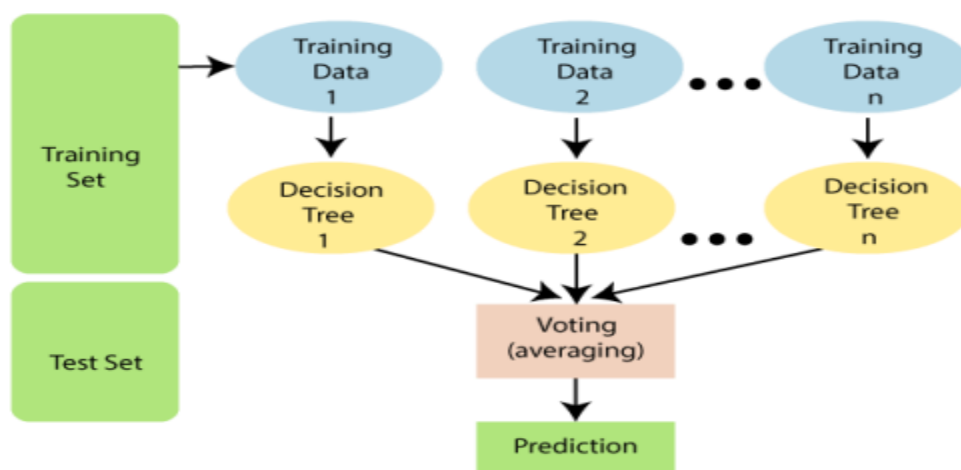 Training
Set
Test Set
Training
Data
1
Training
Data
2
Training
Data
n
Decision
Tree
1
Decision
Tree
2
Decision
Tree
n
Voting
(averaging)
Prediction